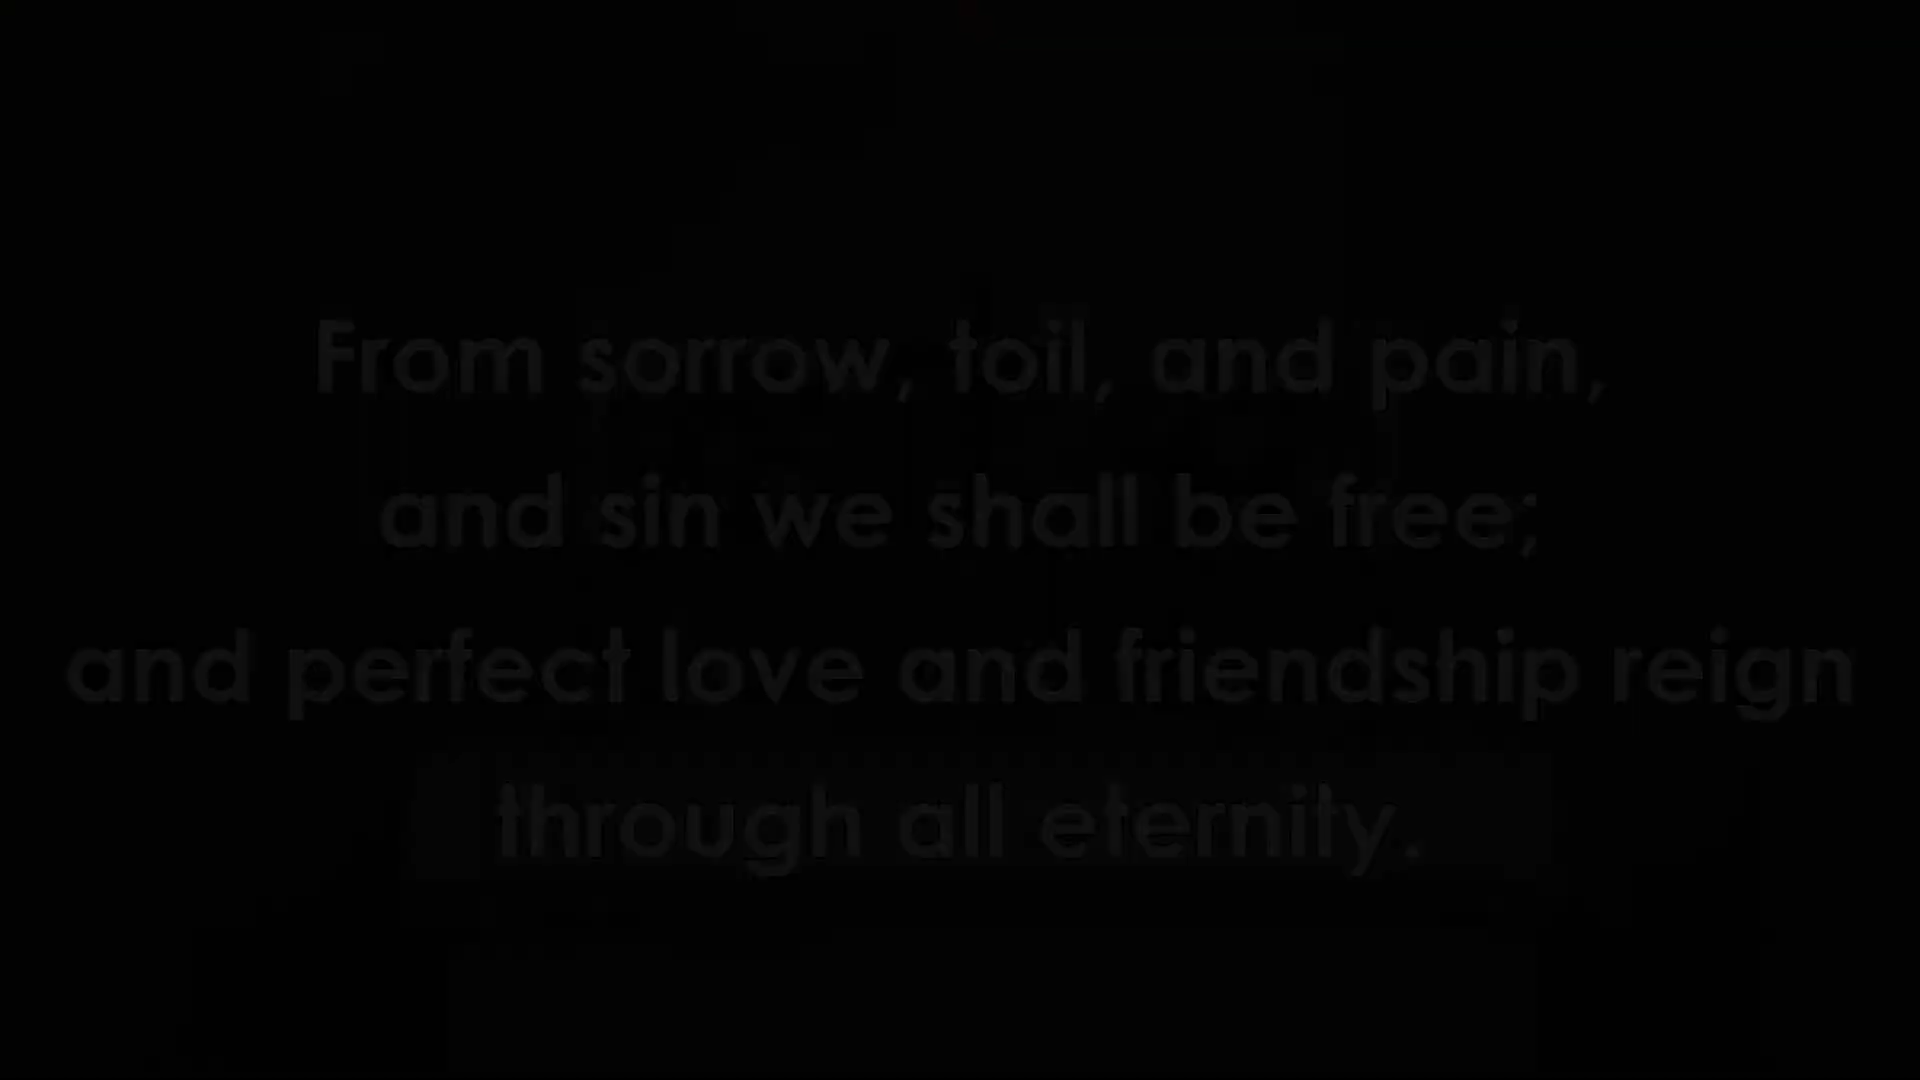 From sorrow, toil, and pain,
and sin we shall be free;
and perfect love and friendship reign
through all eternity.